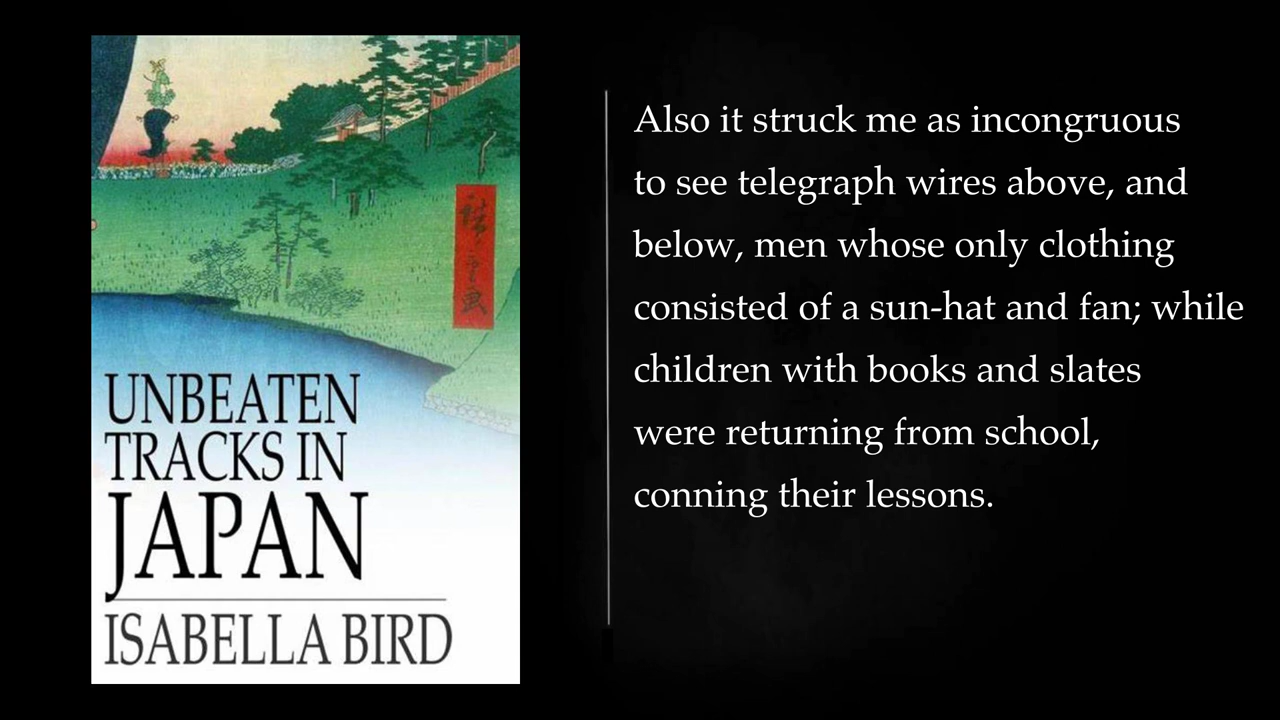 UNBEATEN
TRACKS IN
JAPAN
ISABELLA BIRD
Also it struck me as incongruous
to see telegraph wires above, and
below, men whose only clothing
consisted of a sun-hat and fan; while
children with books and slates
were returning from school,
conning their lessons.